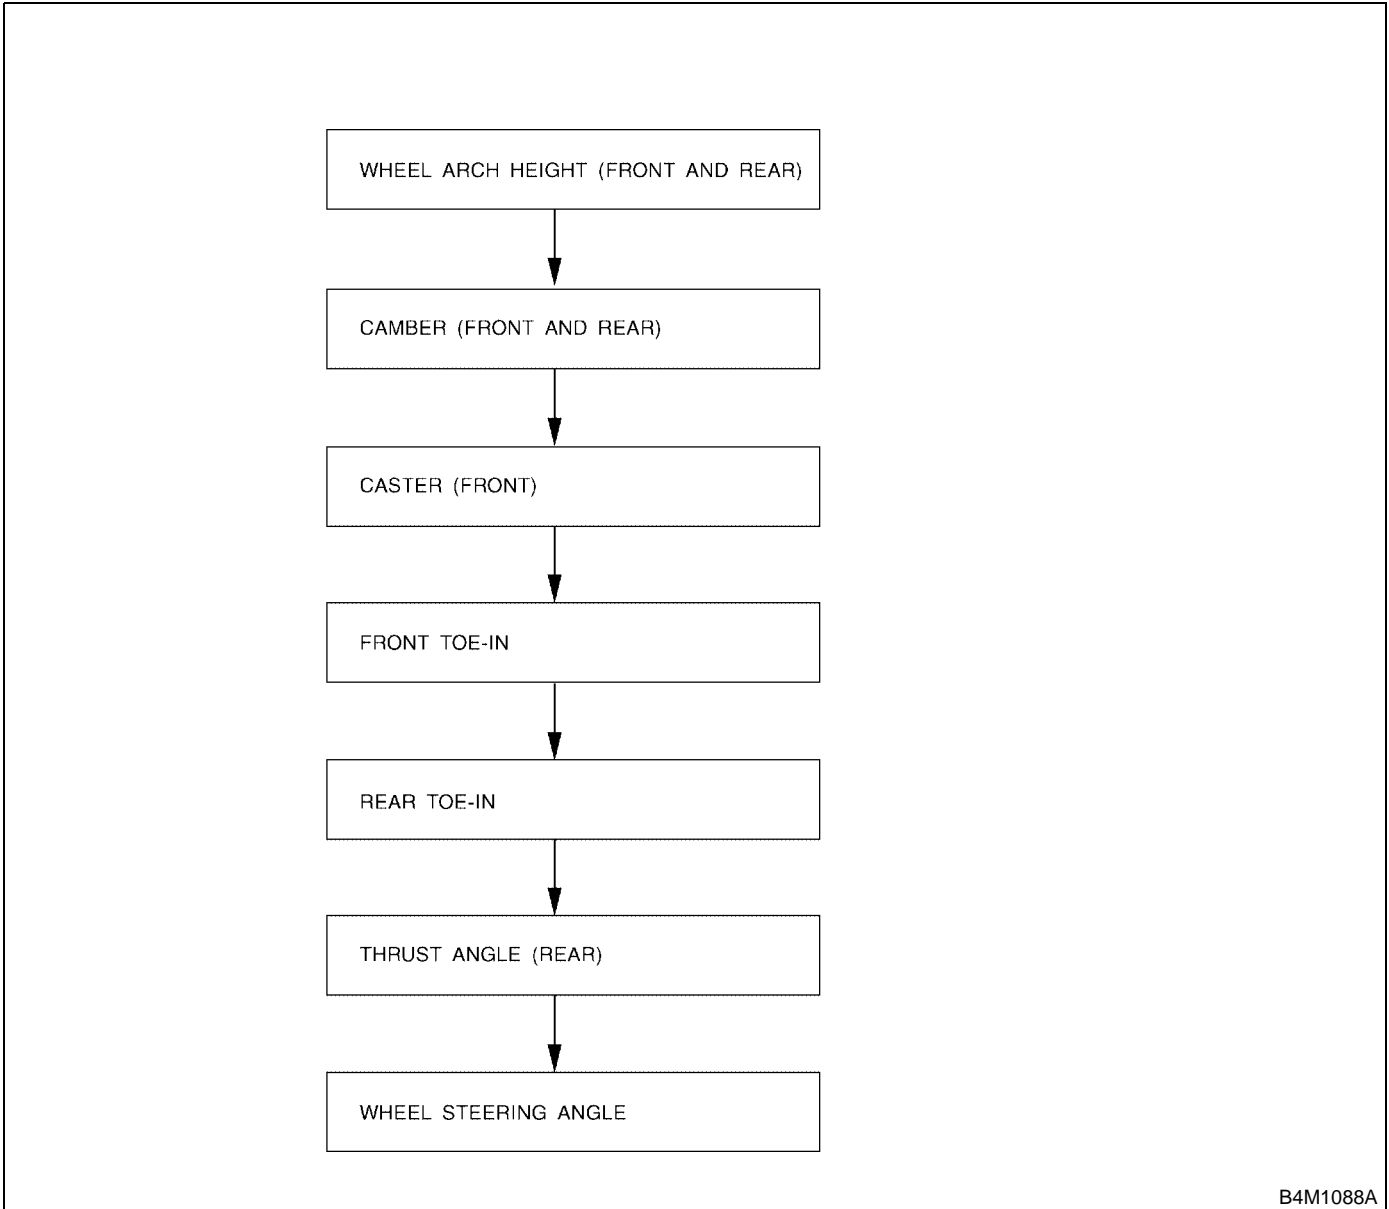 WHEEL ARCH HEIGHT (FRONT AND REAR)
CAMBER (FRONT AND REAR)
CASTER (FRONT)
FRONT TOE-IN
REAR TOE-IN
THRUST ANGLE (REAR)
WHEEL STEERING ANGLE
B4M1088A